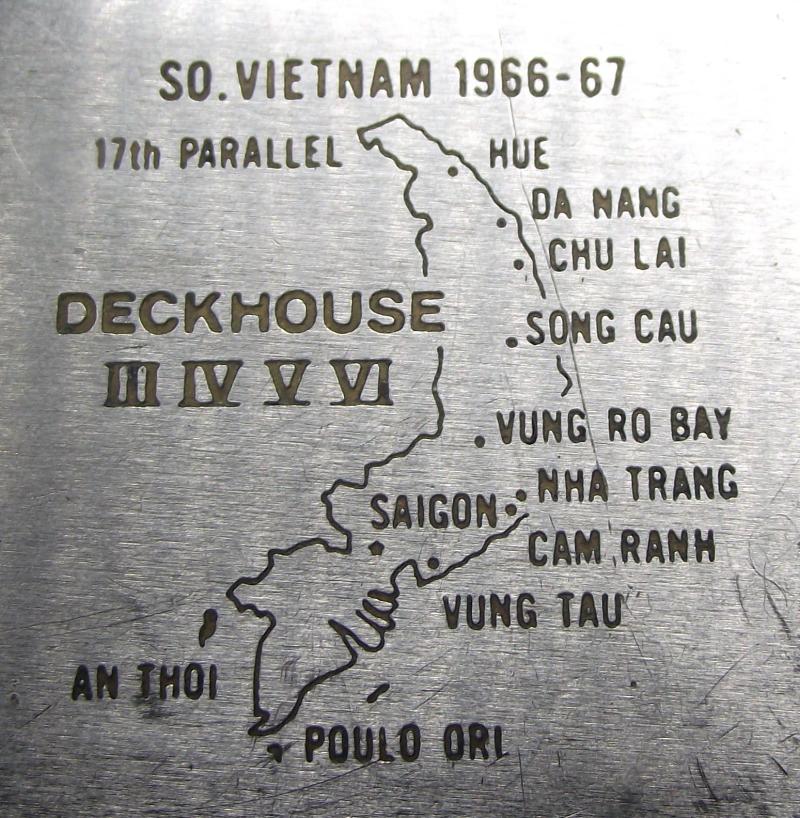 SO. VIETNAM 1966-67
17th PARALLEL
HUE
DA NANG
CHU LAI
DECKHOUSE
III IV V VI
SONG CAU
VUNG RO BAY
NHA TRANG
SAIGON
CAM RANH
VUNG TAU
AN THOI
POULO ORI